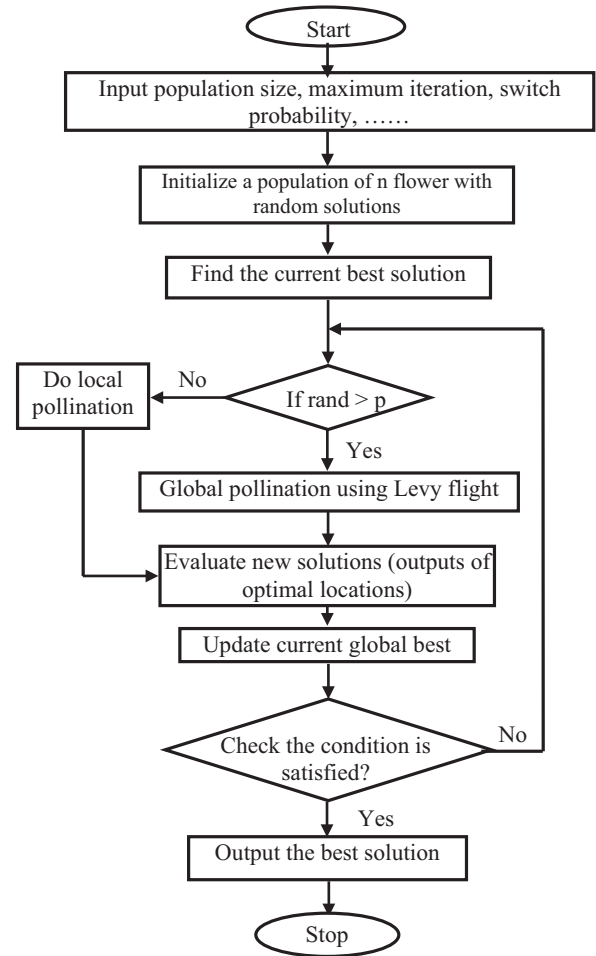 Start
Input population size, maximum iteration, switch
probability, ……
Initialize a population of n flower with
random solutions
Find the current best solution
Do local
pollination
No
If rand > p
Yes
Global pollination using Levy flight
Evaluate new solutions (outputs of
optimal locations)
Update current global best
Check the condition is
satisfied?
No
Yes
Output the best solution
Stop